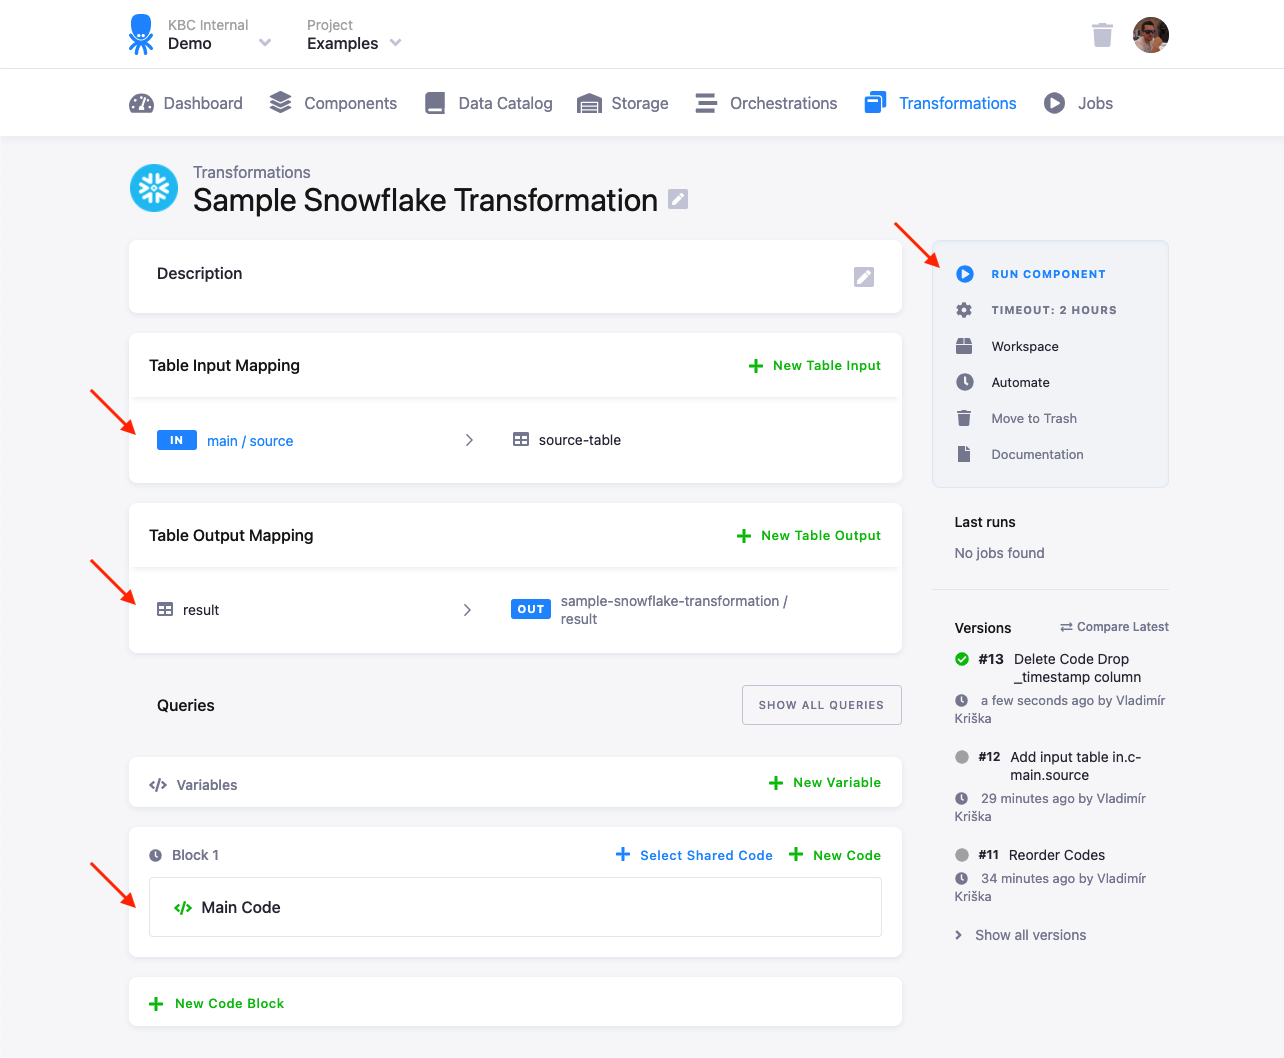 KBC Internal
Demo
Project
Examples
Dashboard
Components
Data Catalog
Storage
Orchestrations
Transformations
Jobs
Transformations
Sample Snowflake Transformation
Description
Table Input Mapping
New Table Input
IN main / source
source-table
Table Output Mapping
New Table Output
result
OUT
sample-snowflake-transformation /
result
Queries
SHOW ALL QUERIES
Variables
New Variable
Block 1
Select Shared Code
New Code
Main Code
New Code Block
RUN COMPONENT
TIMEOUT: 2 HOURS
Workspace
Automate
Move to Trash
Documentation
Last runs
No jobs found
Versions
Compare Latest
#13 Delete Code Drop
_timestamp column
a few seconds ago by Vladimír
Kriška
#12 Add input table in.c-
main.source
29 minutes ago by Vladimír
Kriška
#11 Reorder Codes
34 minutes ago by Vladimír
Kriška
Show all versions